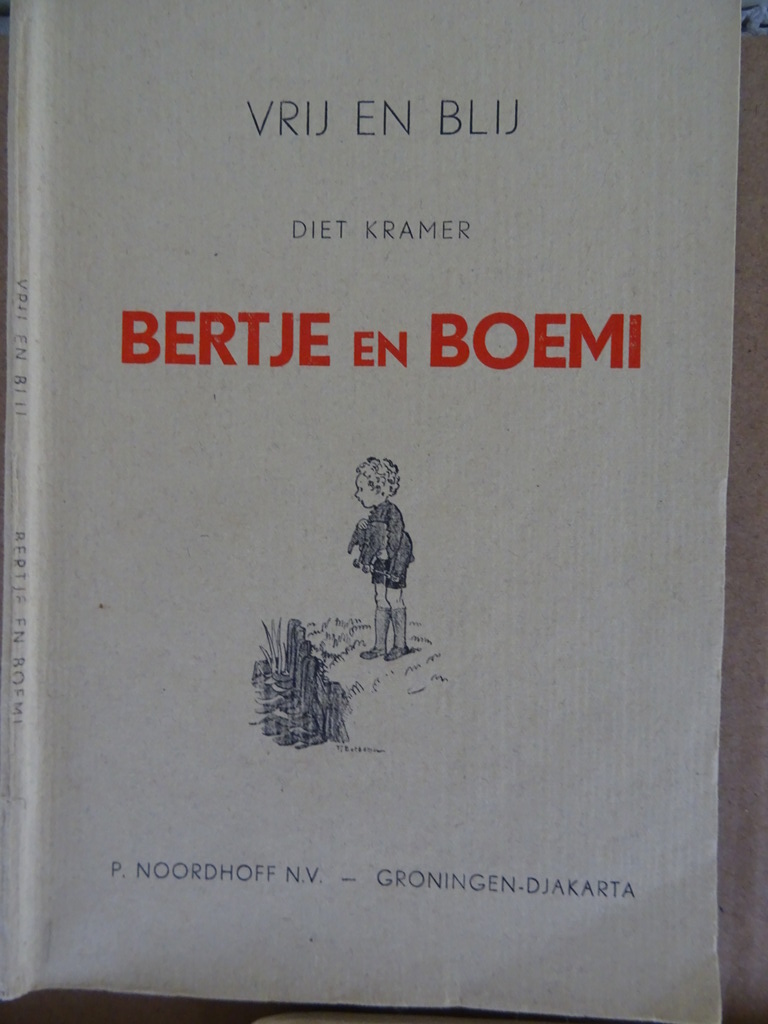 VRIJ EN BLIJ
DIET KRAMER
BERTJE EN BOEMI
P. NOORDHOFF N.V. — GRONINGEN-DJAKARTA
VRIJ EN BLIJ
BERTJE EN BOEMI